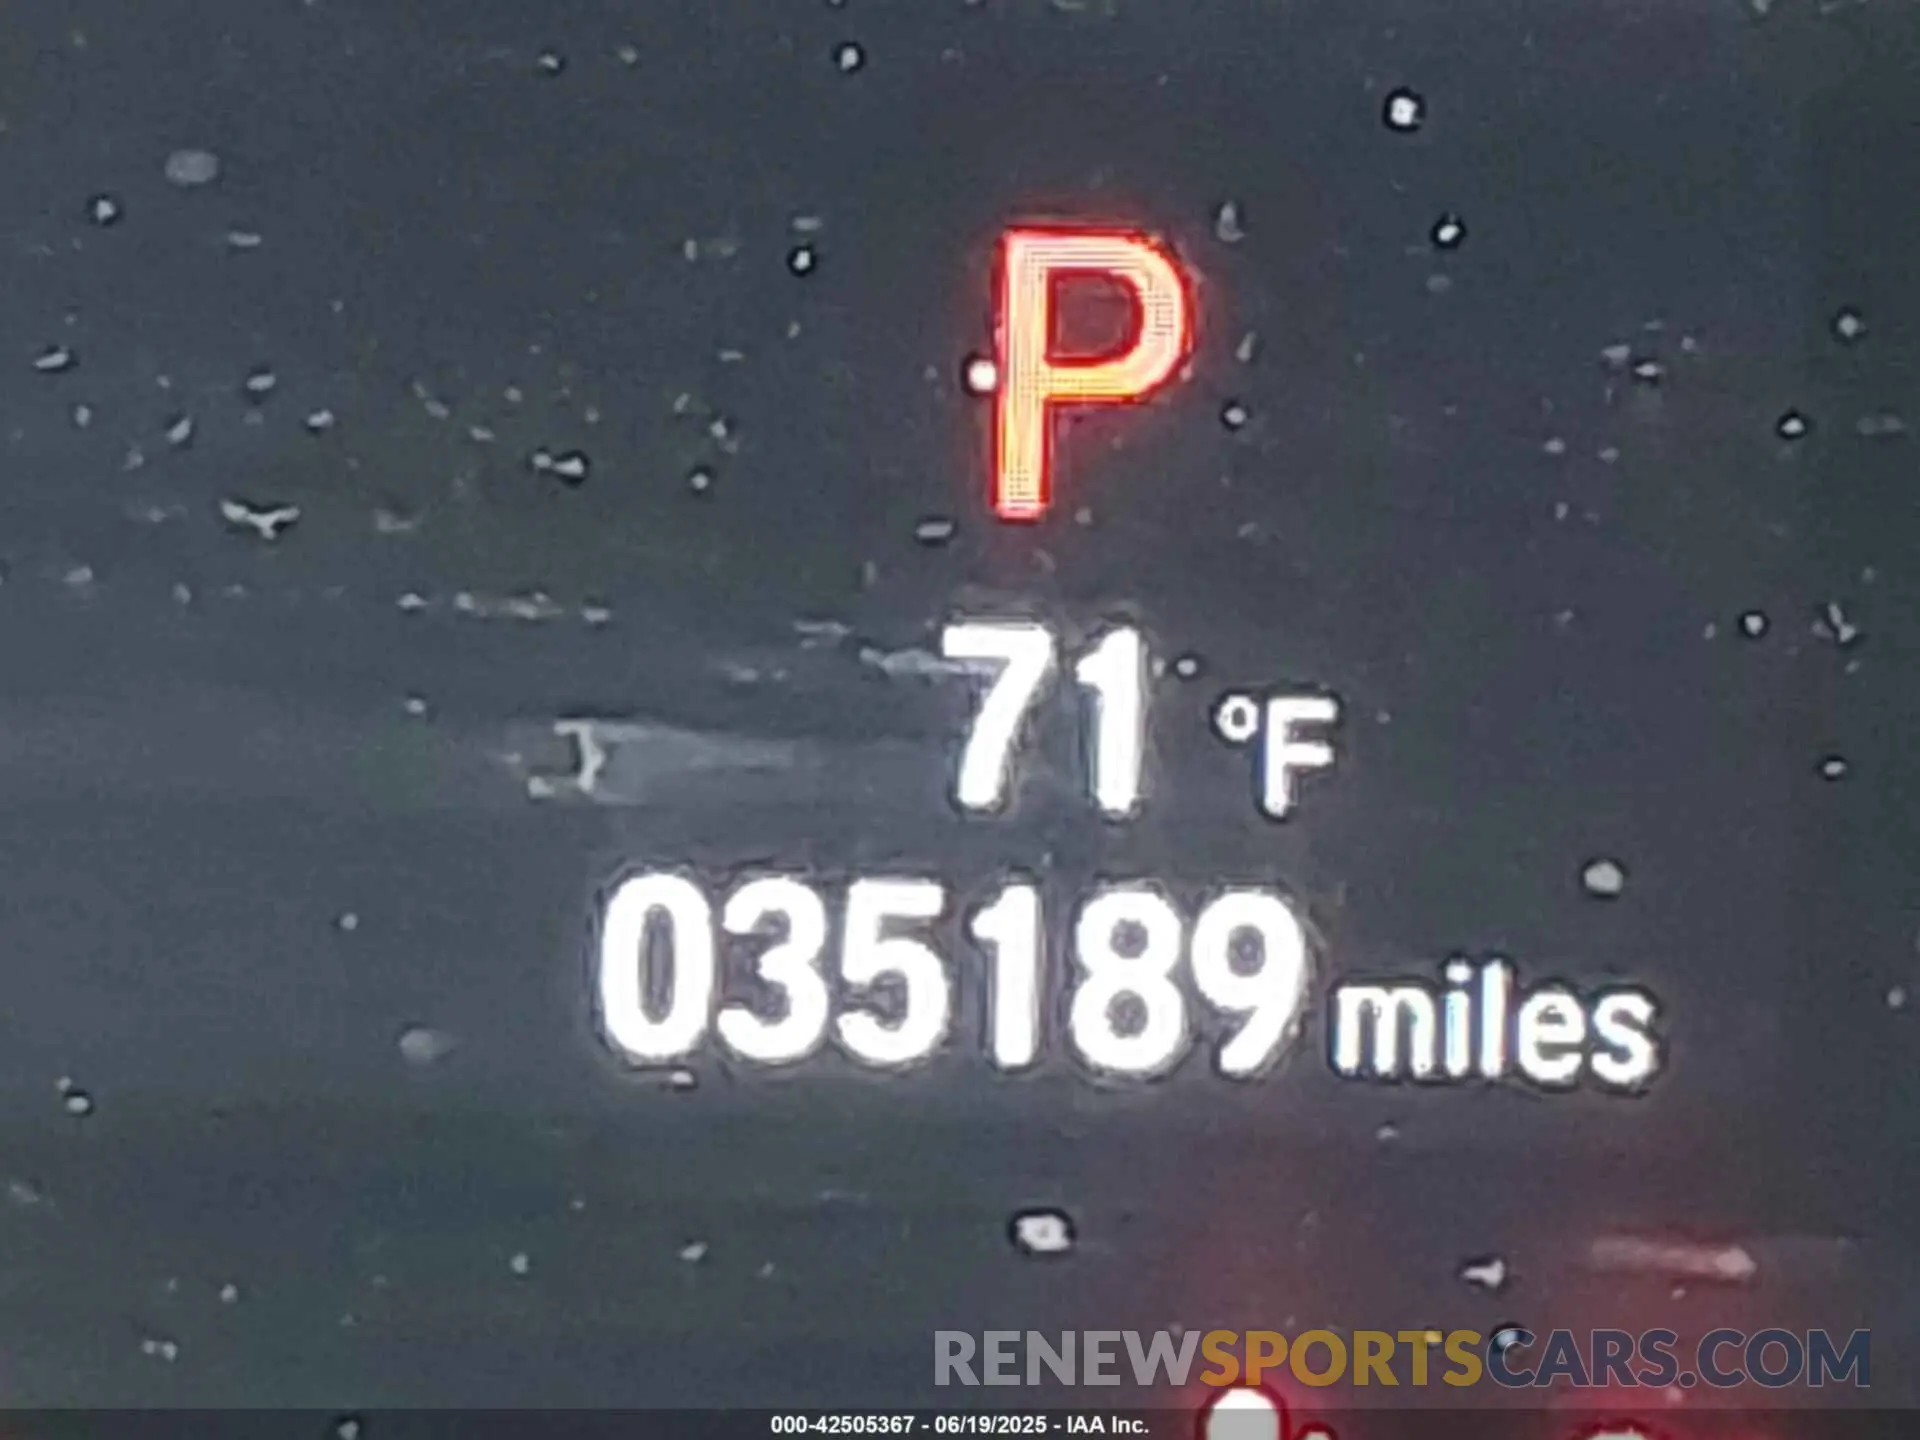 P
71 °F
035189 miles
RENEWSPORTSCARS.COM
000-42505367 - 06/19/2025 - IAA Inc.